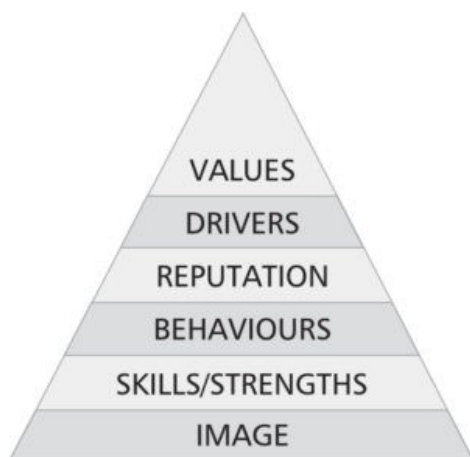 VALUES
DRIVERS
REPUTATION
BEHAVIOURS
SKILLS/STRENGTHS
IMAGE